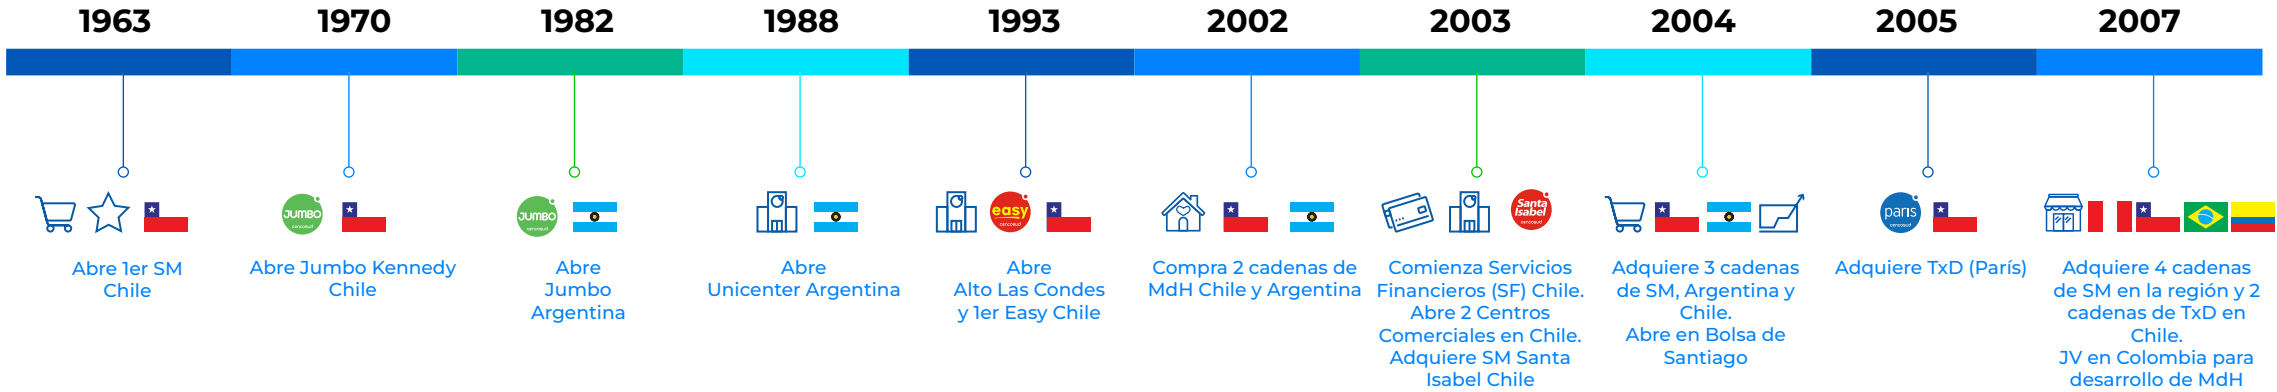 1963
1970
1982
1988
1993
2002
2003
2004
2005
2007
JUMBO
cencosud
JUMBO
cencosud
easy
cencosud
Santa
Isabel
cencosud
paris
cencosud
Abre 1er SM
Chile
Abre Jumbo Kennedy
Chile
Abre
Jumbo
Argentina
Abre
Unicenter Argentina
Abre
Alto Las Condes
y 1er Easy Chile
Compra 2 cadenas de
MdH Chile y Argentina
Comienza Servicios
Financieros (SF) Chile.
Abre 2 Centros
Comerciales en Chile.
Adquiere SM Santa
Isabel Chile
Adquiere 3 cadenas
de SM, Argentina y
Chile.
Abre en Bolsa de
Santiago
Adquiere TxD (París)
Adquiere 4 cadenas
de SM en la región y 2
cadenas de TxD en
Chile.
JV en Colombia para
desarrollo de MdH